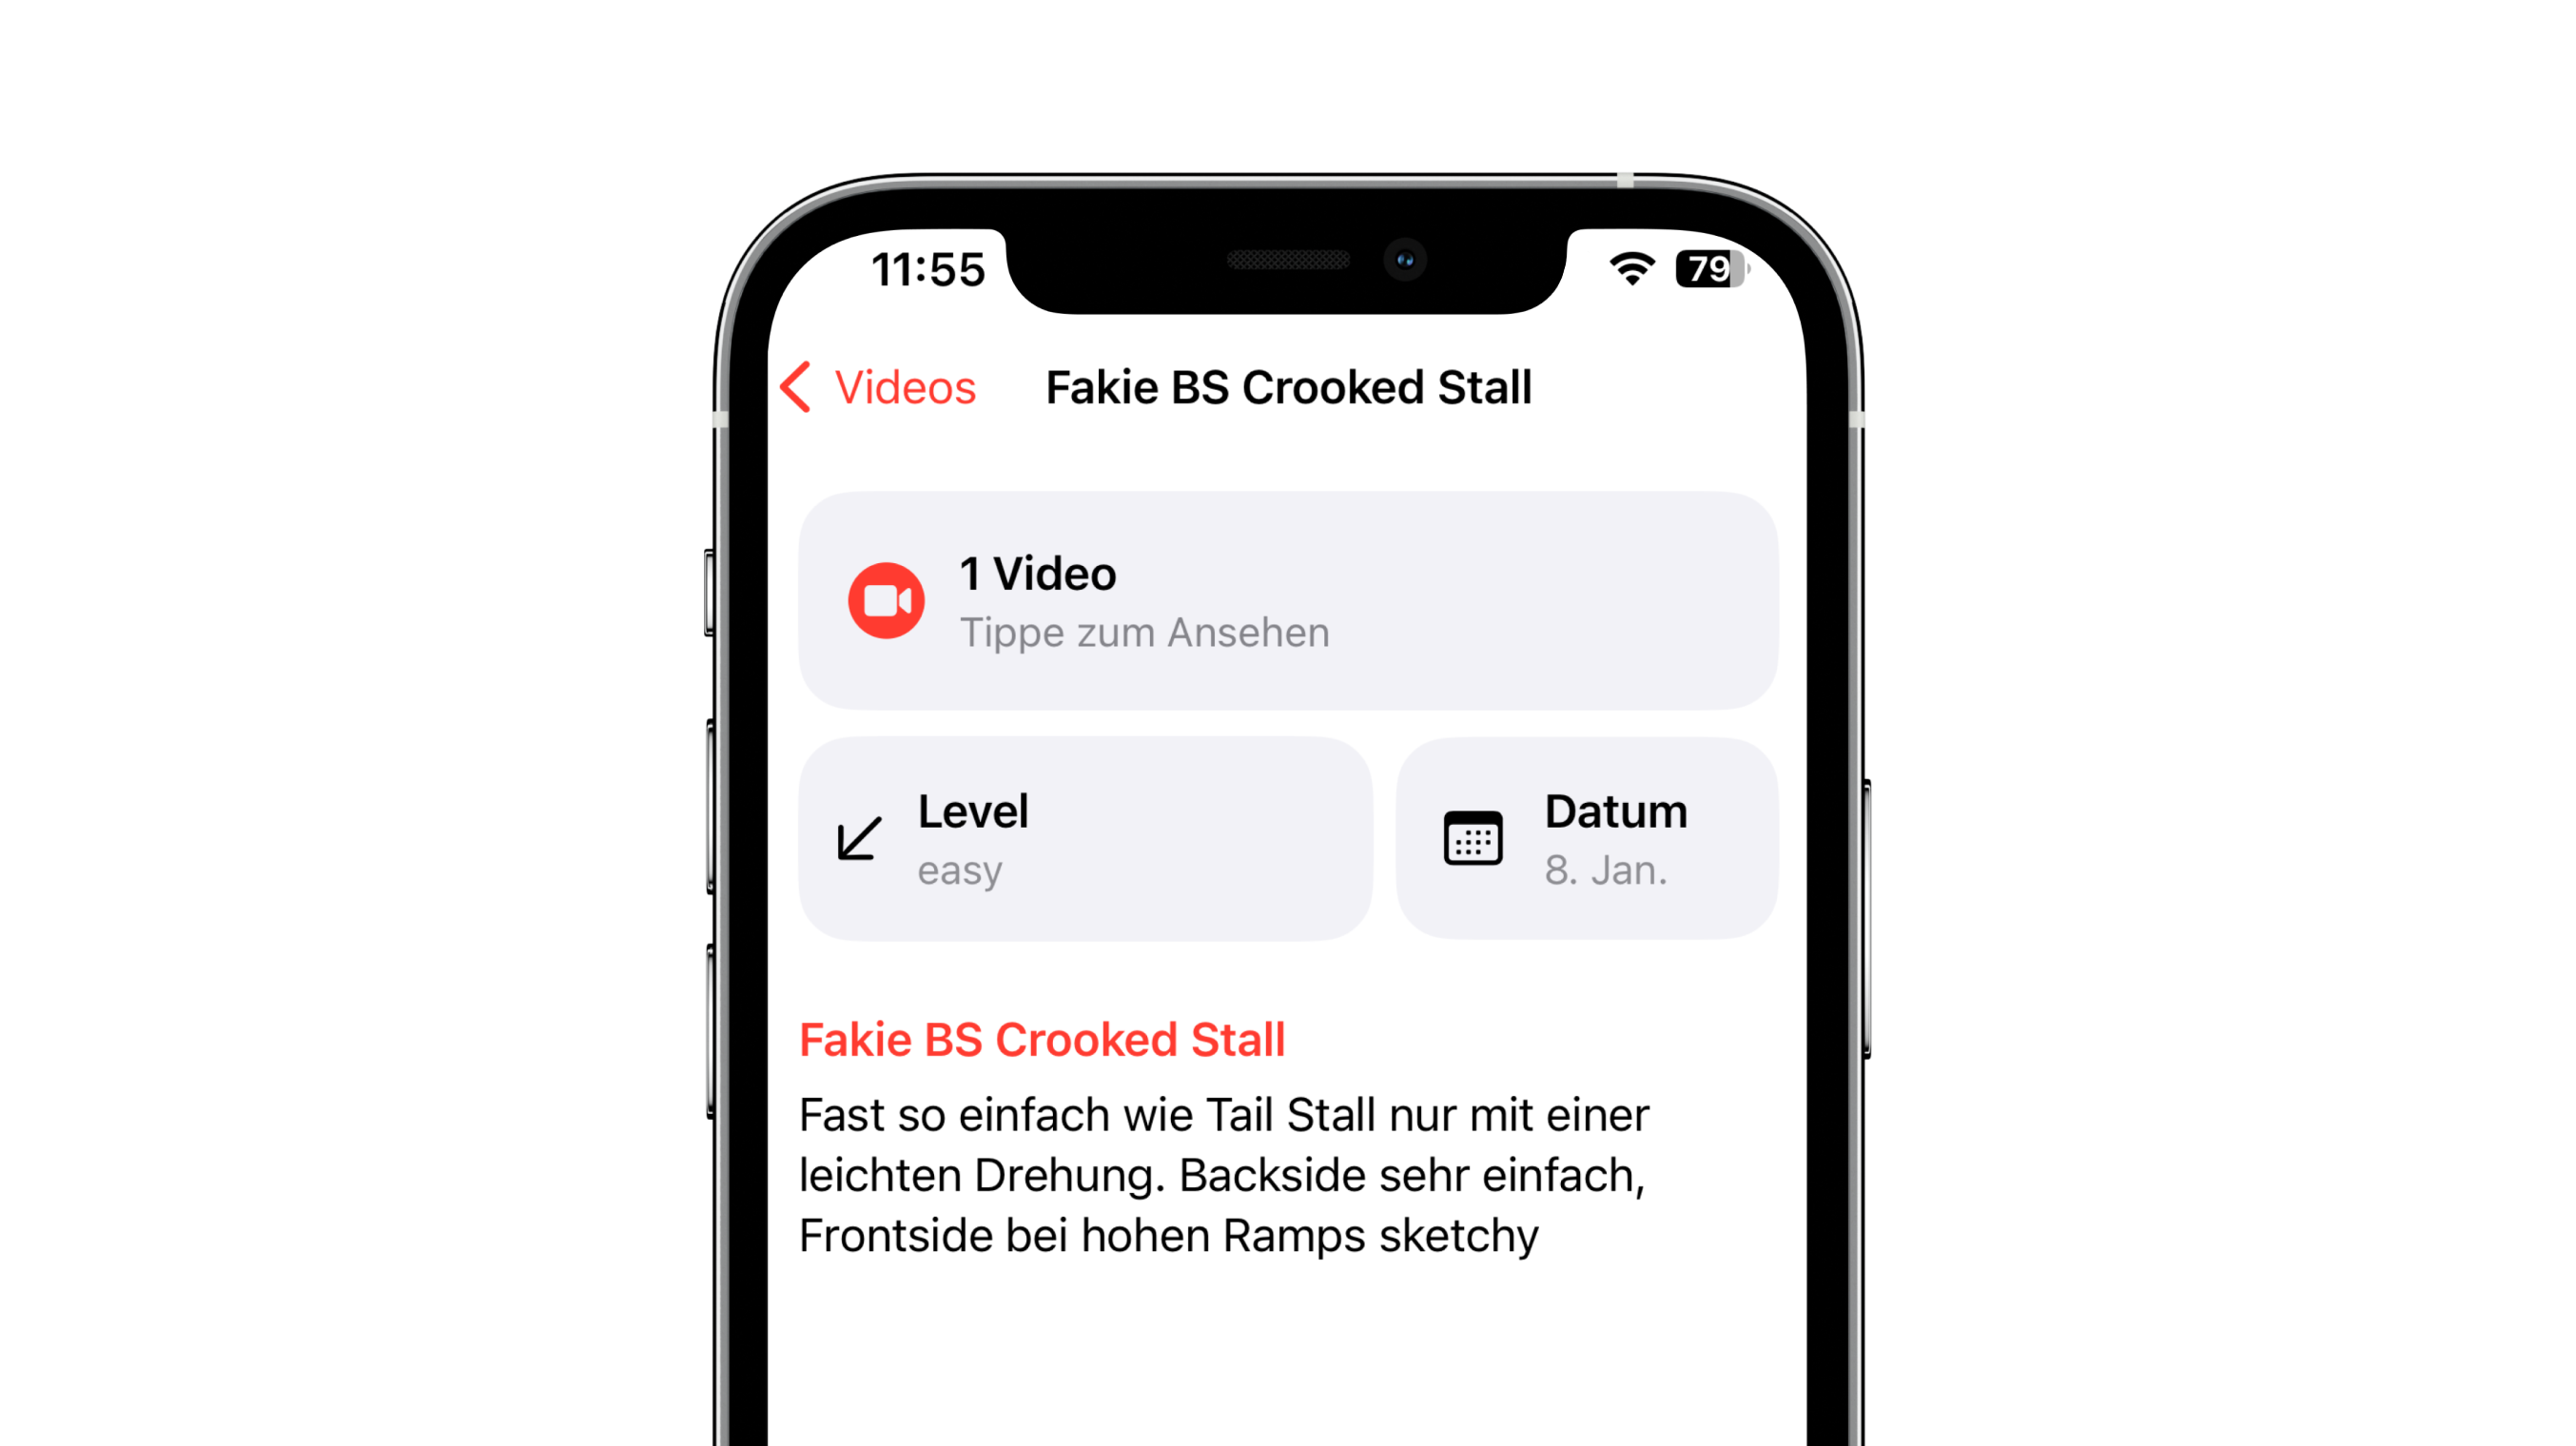 11:55
79
Videos
Fakie BS Crooked Stall
1 Video
Tippe zum Ansehen
Level
easy
Datum
8. Jan.
Fakie BS Crooked Stall
Fast so einfach wie Tail Stall nur mit einer
leichten Drehung. Backside sehr einfach,
Frontside bei hohen Ramps sketchy